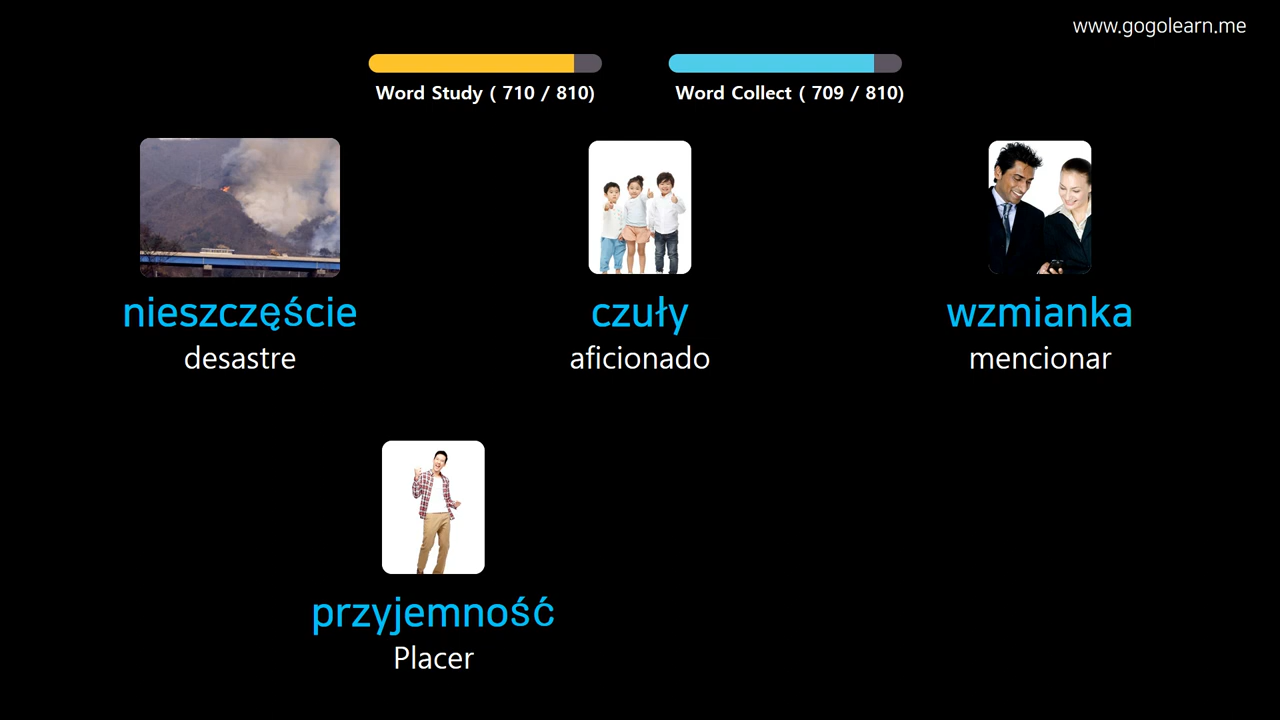 www.gogolearn.me
Word Study ( 710 / 810)
Word Collect ( 709 / 810)
nieszczęście
desastre
czuły
aficionado
wzmianka
mencionar
przyjemność
Placer